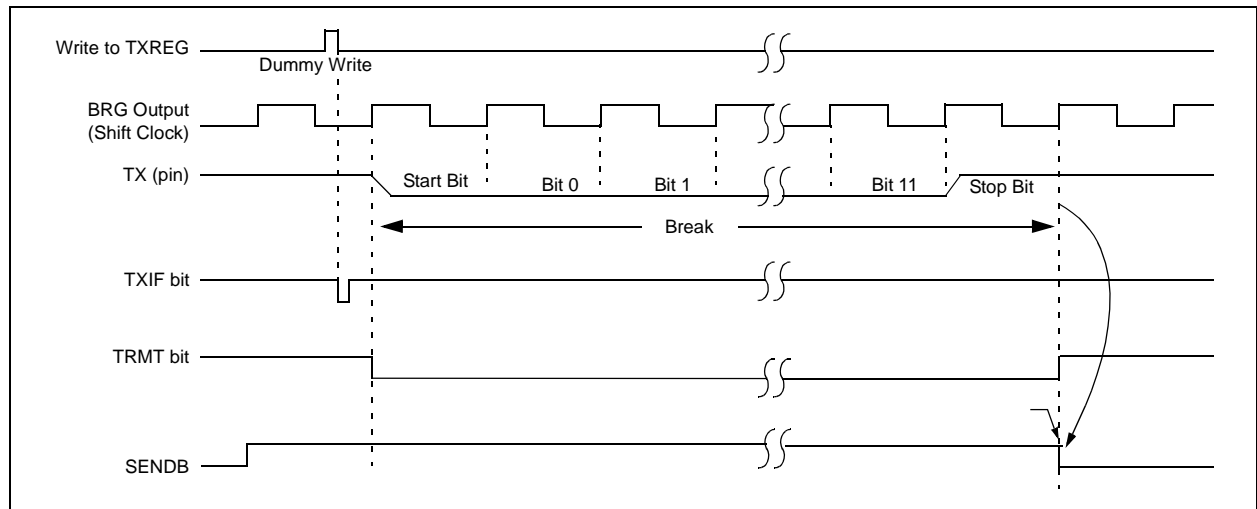 Write to TXREG
Dummy Write
BRG Output
(Shift Clock)
TX (pin)
Start Bit
Bit 0
Bit 1
Bit 11
Stop Bit
Break
TXIF bit
TRMT bit
SENDB